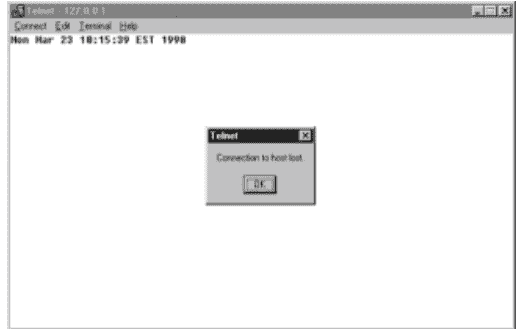 Telnet - 127.0.0.1
Connect Edit Terminal Help
Mon Mar 23 18:15:39 EST 1998
Telnet
Connection to host lost.
OK